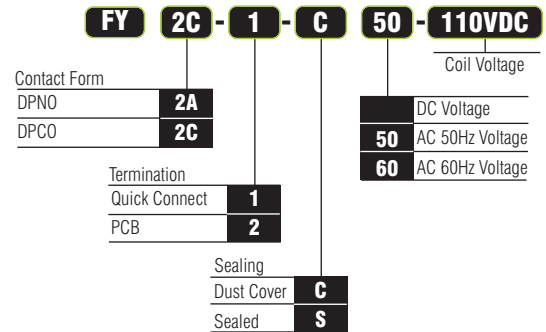 FY 2C - 1 - C 50 - 110VDC
Coil Voltage
Contact Form
DPNO 2A
DPCO 2C
DC Voltage
50 AC 50Hz Voltage
60 AC 60Hz Voltage
Termination
Quick Connect 1
PCB 2
Sealing
Dust Cover C
Sealed S